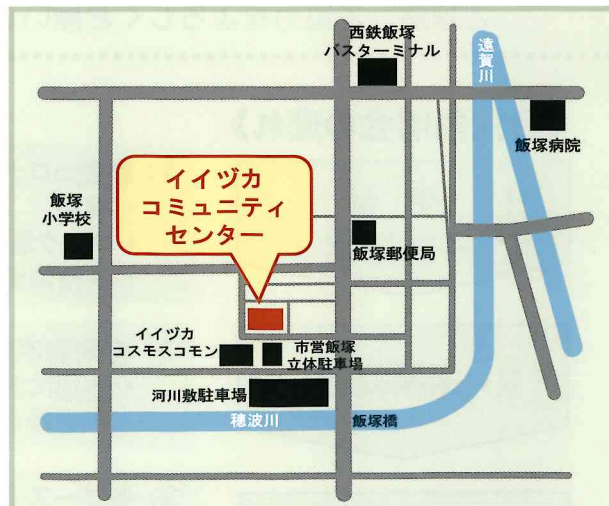 西鉄飯塚
バスターミナル
遠賀川
飯塚病院
イイヅカ
コミュニティ
センター
飯塚
小学校
飯塚郵便局
イイヅカ
コスモスコモン
市営飯塚
立体駐車場
河川敷駐車場
穂波川
飯塚橋